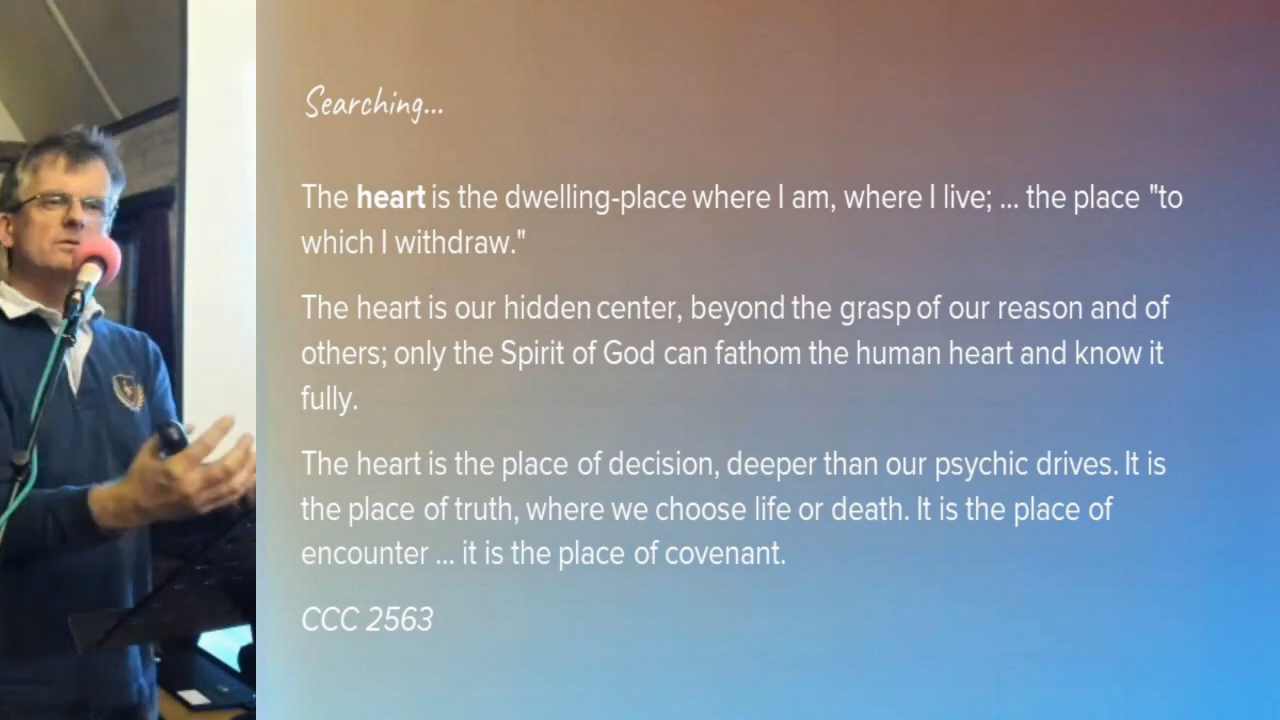 Searching...
The heart is the dwelling-place where I am, where I live; ... the place "to
which I withdraw."
The heart is our hidden center, beyond the grasp of our reason and of
others; only the Spirit of God can fathom the human heart and know it
fully.
The heart is the place of decision, deeper than our psychic drives. It is
the place of truth, where we choose life or death. It is the place of
encounter ... it is the place of covenant.
CCC 2563